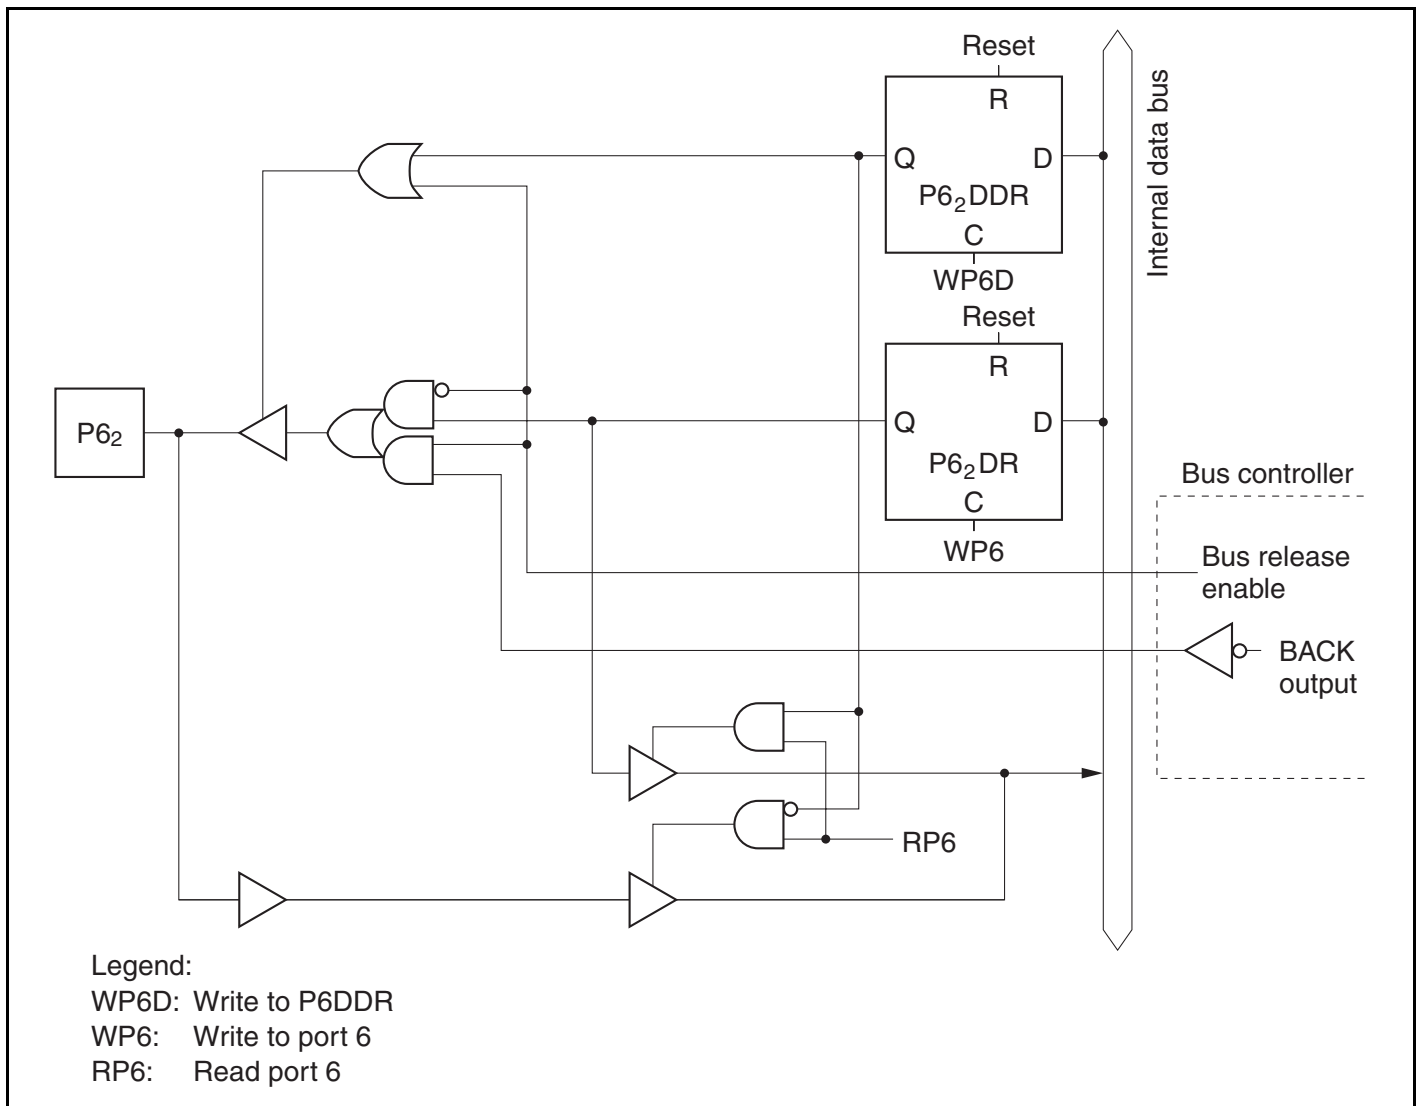 Reset
R
Q
D
P6₂DDR
C
WP6D
Internal data bus
Reset
R
P6₂
Q
D
P6₂DR
C
WP6
Bus controller
Bus release
enable
BACK
output
RP6
Legend:
WP6D: Write to P6DDR
WP6: Write to port 6
RP6: Read port 6